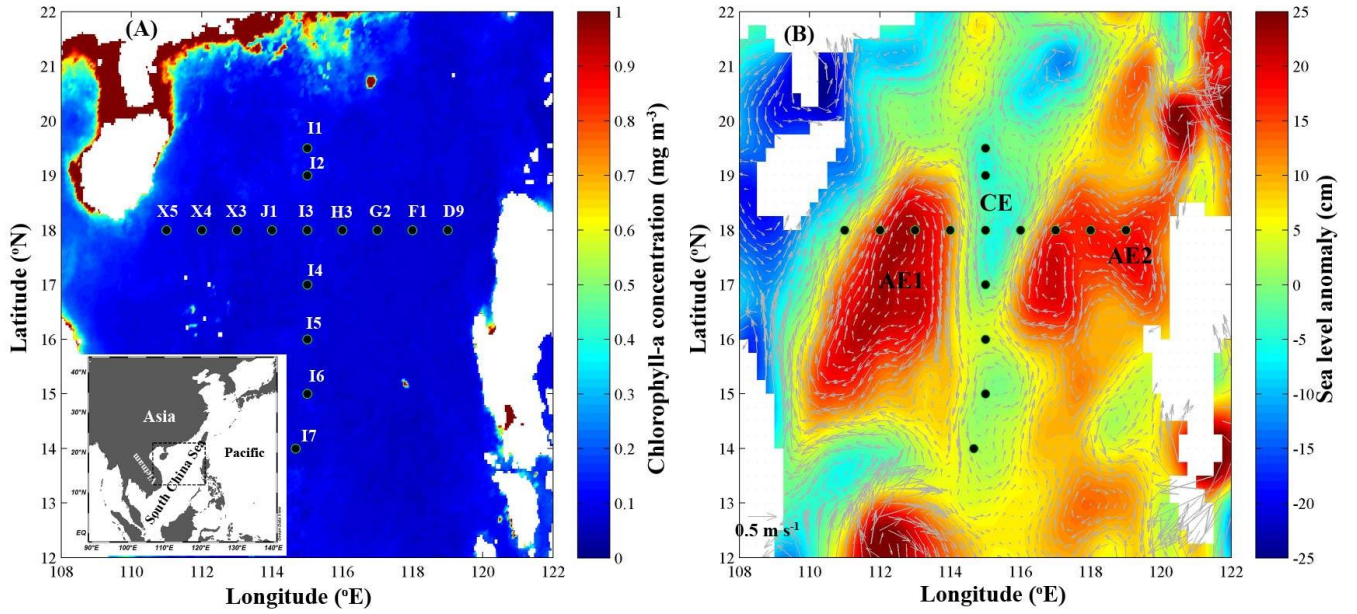 (A)
22
21
20
19
18
17
16
15
14
13
12
Latitude (°N)
108
110
112
114
116
118
120
122
Longitude (°E)
I1
I2
X5 X4 X3 J1 I3 H3 G2 F1 D9
I4
I5
I6
I7
1
0.9
0.8
0.7
0.6
0.5
0.4
0.3
0.2
0.1
0
Chlorophyll-a concentration (mg m⁻³)
40°N
30°N
20°N
10°N
EQ
90°E 100°E 110°E 120°E 130°E 140°E
Asia
Pacific
Vietnam
South China Sea
(B)
22
21
20
19
18
17
16
15
14
13
12
Latitude (°N)
108
110
112
114
116
118
120
122
Longitude (°E)
CE
AE1
AE2
0.5 m s⁻¹
25
20
15
10
5
0
-5
-10
-15
-20
-25
Sea level anomaly (cm)